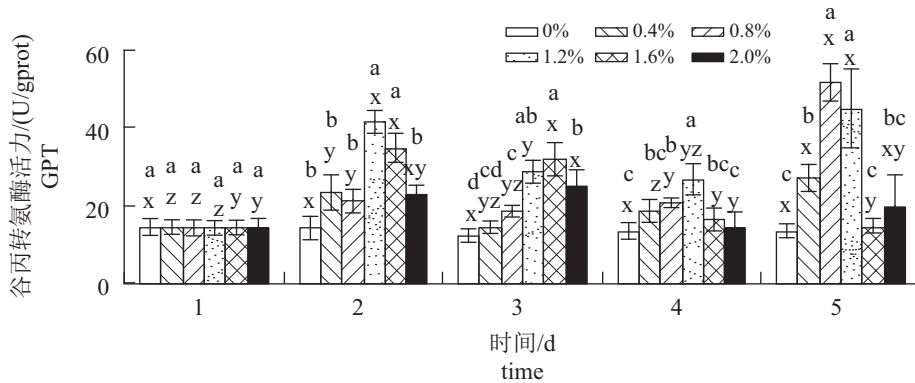 0% 0.4% 0.8%
1.2% 1.6% 2.0%
谷丙转氨酶活力/(U/gprot)
GPT
60
40
20
0
a a a a a a
x z z z y y
b b b a a b
x y y x x xy
d cd c ab a b
x yz yz y x x
c bc b a bc c
x z y yz y y
c b a a c bc
x x x x y xy
1 2 3 4 5
时间/d
time